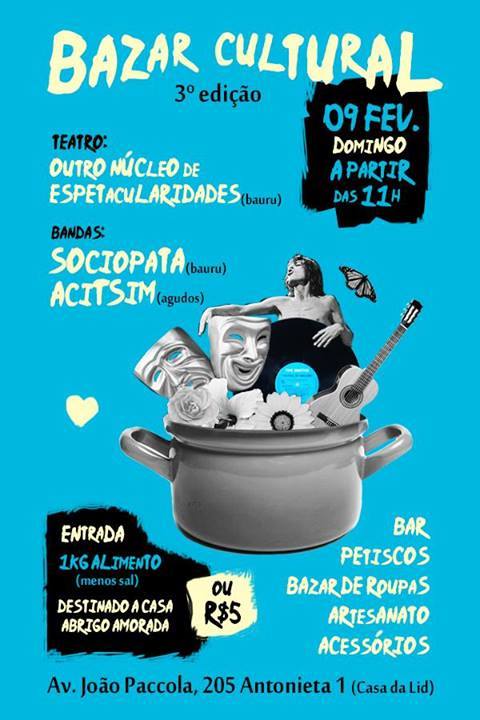 BAZAR CULTURAL
3º edição
09 FEV.
DOMINGO
A PARTIR
DAS 11H
TEATRO:
OUTRO NÚCLEO DE
ESPETACULARIDADES (bauru)
BANDAS:
SOCIOPATA (bauru)
ACITSIM (agudos)
ENTRADA
1KG ALIMENTO
(menos sal)
DESTINADO A CASA
ABRIGO AMORADA
OU
R$5
BAR
PETISCOS
BAZAR DE ROUPAS
ARTESANATO
ACESSÓRIOS
Av. João Paccola, 205 Antonieta 1 (Casa da Lid)